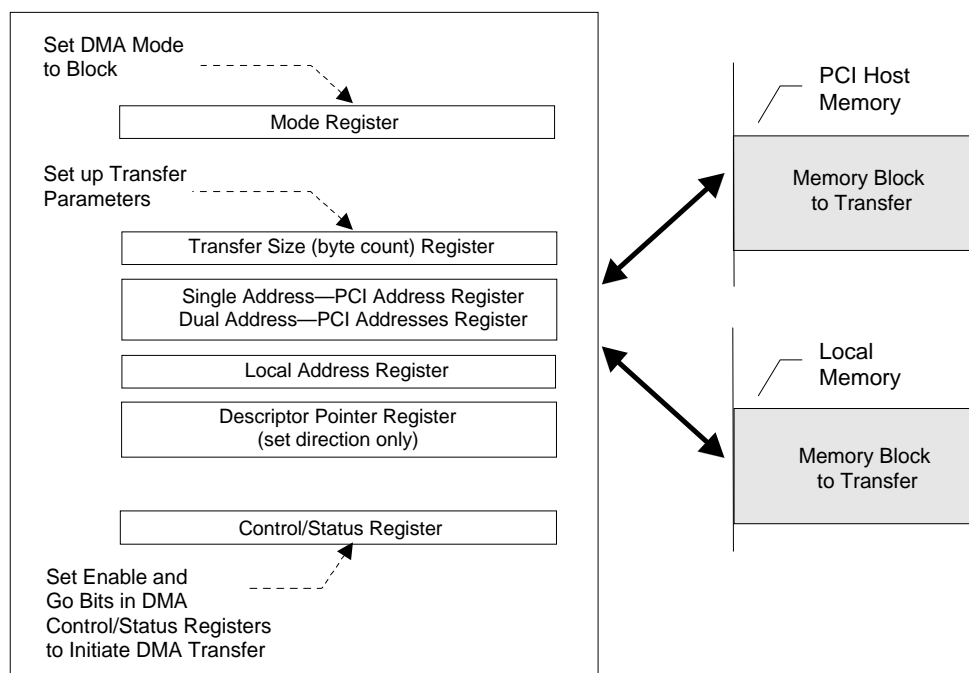 Set DMA Mode
to Block
Mode Register
Set up Transfer
Parameters
Transfer Size (byte count) Register
Single Address—PCI Address Register
Dual Address—PCI Addresses Register
Local Address Register
Descriptor Pointer Register
(set direction only)
Control/Status Register
Set Enable and
Go Bits in DMA
Control/Status Registers
to Initiate DMA Transfer
PCI Host
Memory
Memory Block
to Transfer
Local
Memory
Memory Block
to Transfer